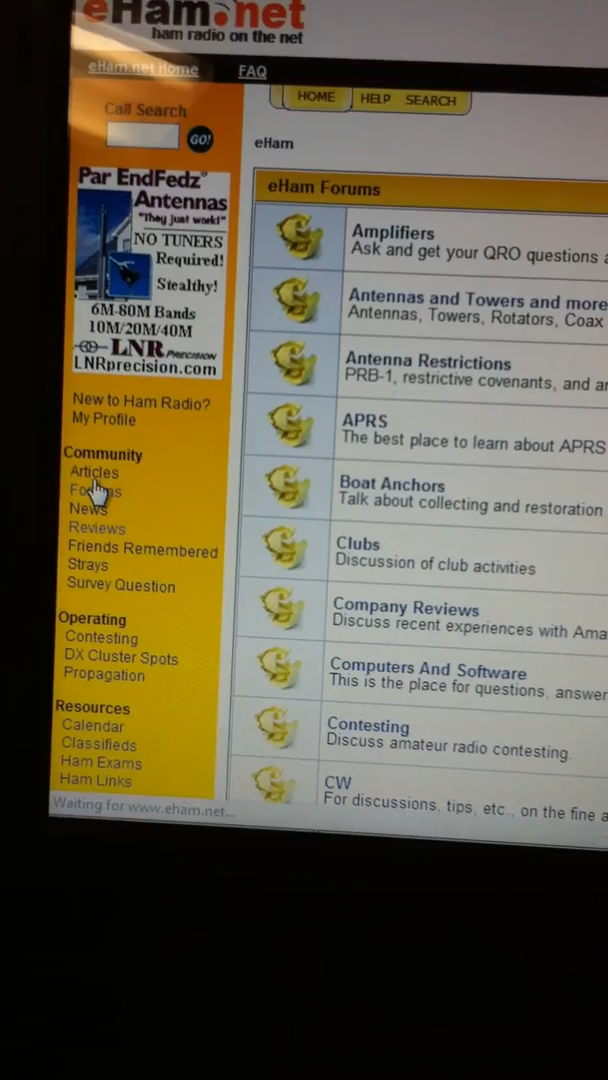 eHam.net
ham radio on the net
eHam.net Home FAQ
HOME HELP SEARCH
Call Search
GO!
eHam
Par EndFedz®
Antennas
"They just work!"
NO TUNERS
Required!
Stealthy!
6M-80M Bands
10M/20M/40M
LNR PRECISION
LNRprecision.com
New to Ham Radio?
My Profile
Community
Articles
Forums
News
Reviews
Friends Remembered
Strays
Survey Question
Operating
Contesting
DX Cluster Spots
Propagation
Resources
Calendar
Classifieds
Ham Exams
Ham Links
Waiting for www.eham.net...
eHam Forums
Amplifiers
Ask and get your QRO questions
Antennas and Towers and more
Antennas, Towers, Rotators, Coax
Antenna Restrictions
PRB-1, restrictive covenants, and
APRS
The best place to learn about APRS
Boat Anchors
Talk about collecting and restoration
Clubs
Discussion of club activities
Company Reviews
Discuss recent experiences with
Computers And Software
This is the place for questions, answer
Contesting
Discuss amateur radio contesting.
CW
For discussions, tips, etc., on the fine